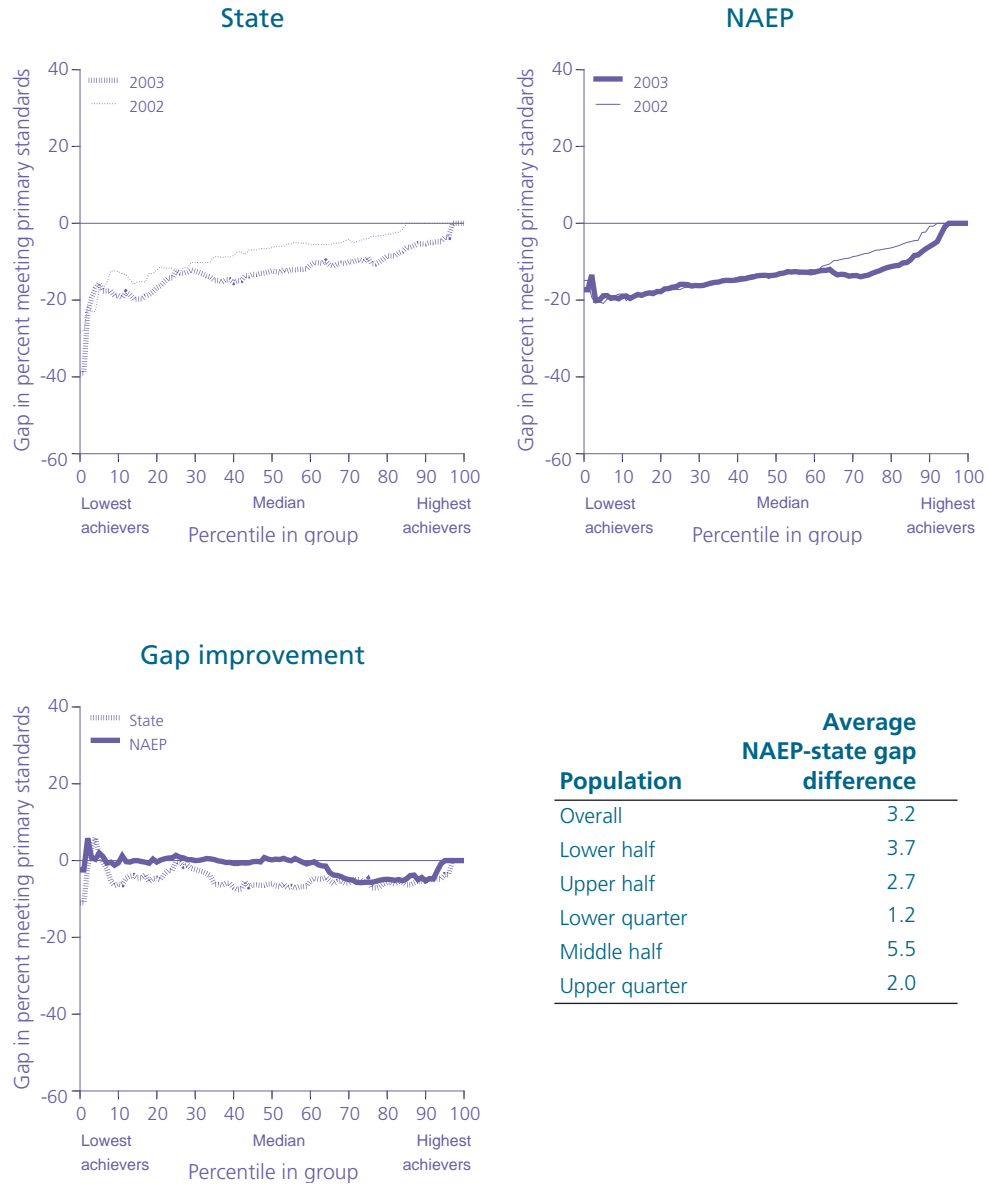 State
Gap in percent meeting primary standards
40
20
0
-20
-40
-60
2003
2002
0 10 20 30 40 50 60 70 80 90 100
Lowest achievers
Median
Highest achievers
Percentile in group
NAEP
Gap in percent meeting primary standards
40
20
0
-20
-40
-60
2003
2002
0 10 20 30 40 50 60 70 80 90 100
Lowest achievers
Median
Highest achievers
Percentile in group
Gap improvement
Gap in percent meeting primary standards
40
20
0
-20
-40
-60
State
NAEP
0 10 20 30 40 50 60 70 80 90 100
Lowest achievers
Median
Highest achievers
Percentile in group
Population
Average
NAEP-state gap
difference
Overall 3.2
Lower half 3.7
Upper half 2.7
Lower quarter 1.2
Middle half 5.5
Upper quarter 2.0